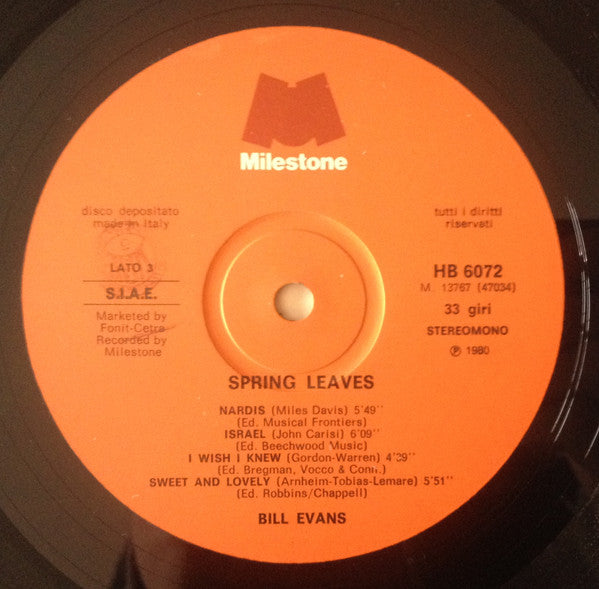 Milestone
disco depositato
made in Italy
LATO 3
S.I.A.E.
Marketed by
Fonit-Cetra
Recorded by
Milestone
tutti i diritti
riservati
HB 6072
M. 13767 (47034)
33 giri
STEREOMONO
℗ 1980
SPRING LEAVES
NARDIS (Miles Davis) 5'49''
(Ed. Musical Frontiers)
ISRAEL (John Carisi) 6'09''
(Ed. Beechwood Music)
I WISH I KNEW (Gordon-Warren) 4'39''
(Ed. Bregman, Vocco & Conn.)
SWEET AND LOVELY (Arnheim-Tobias-Lemare) 5'51''
(Ed. Robbins/Chappell)
BILL EVANS